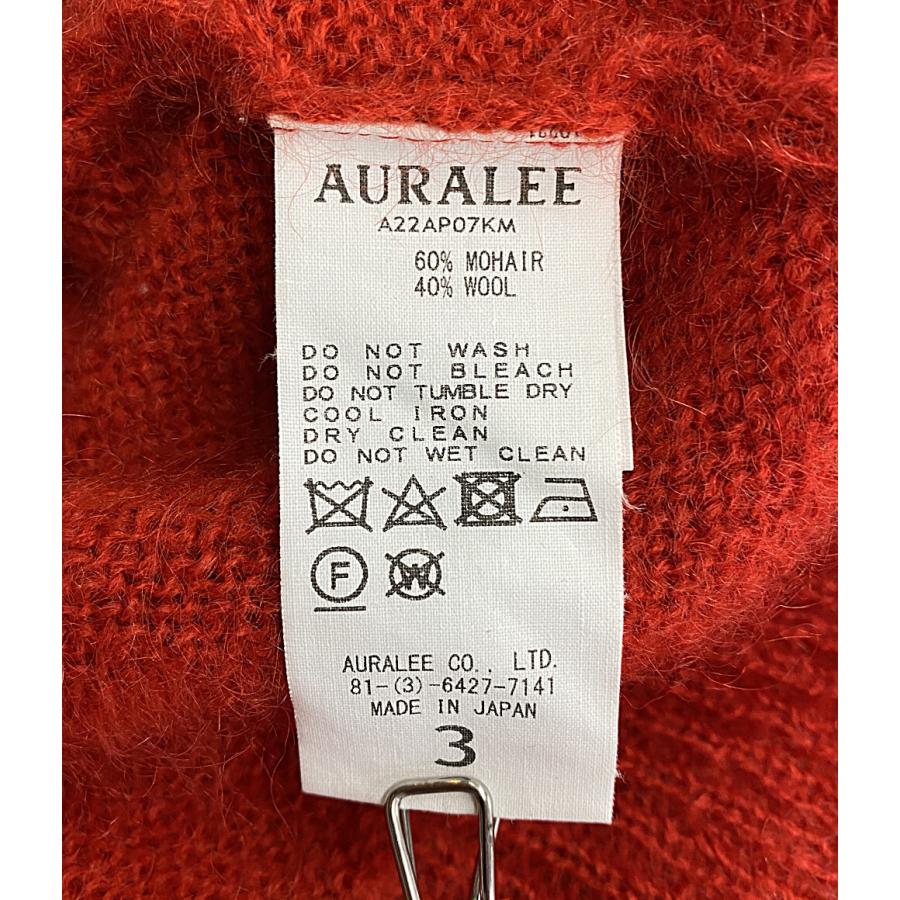 AURALEE
A22AP07KM
60% MOHAIR
40% WOOL
DO NOT WASH
DO NOT BLEACH
DO NOT TUMBLE DRY
COOL IRON
DRY CLEAN
DO NOT WET CLEAN
F W
AURALEE CO., LTD.
81-(3)-6427-7141
MADE IN JAPAN
3